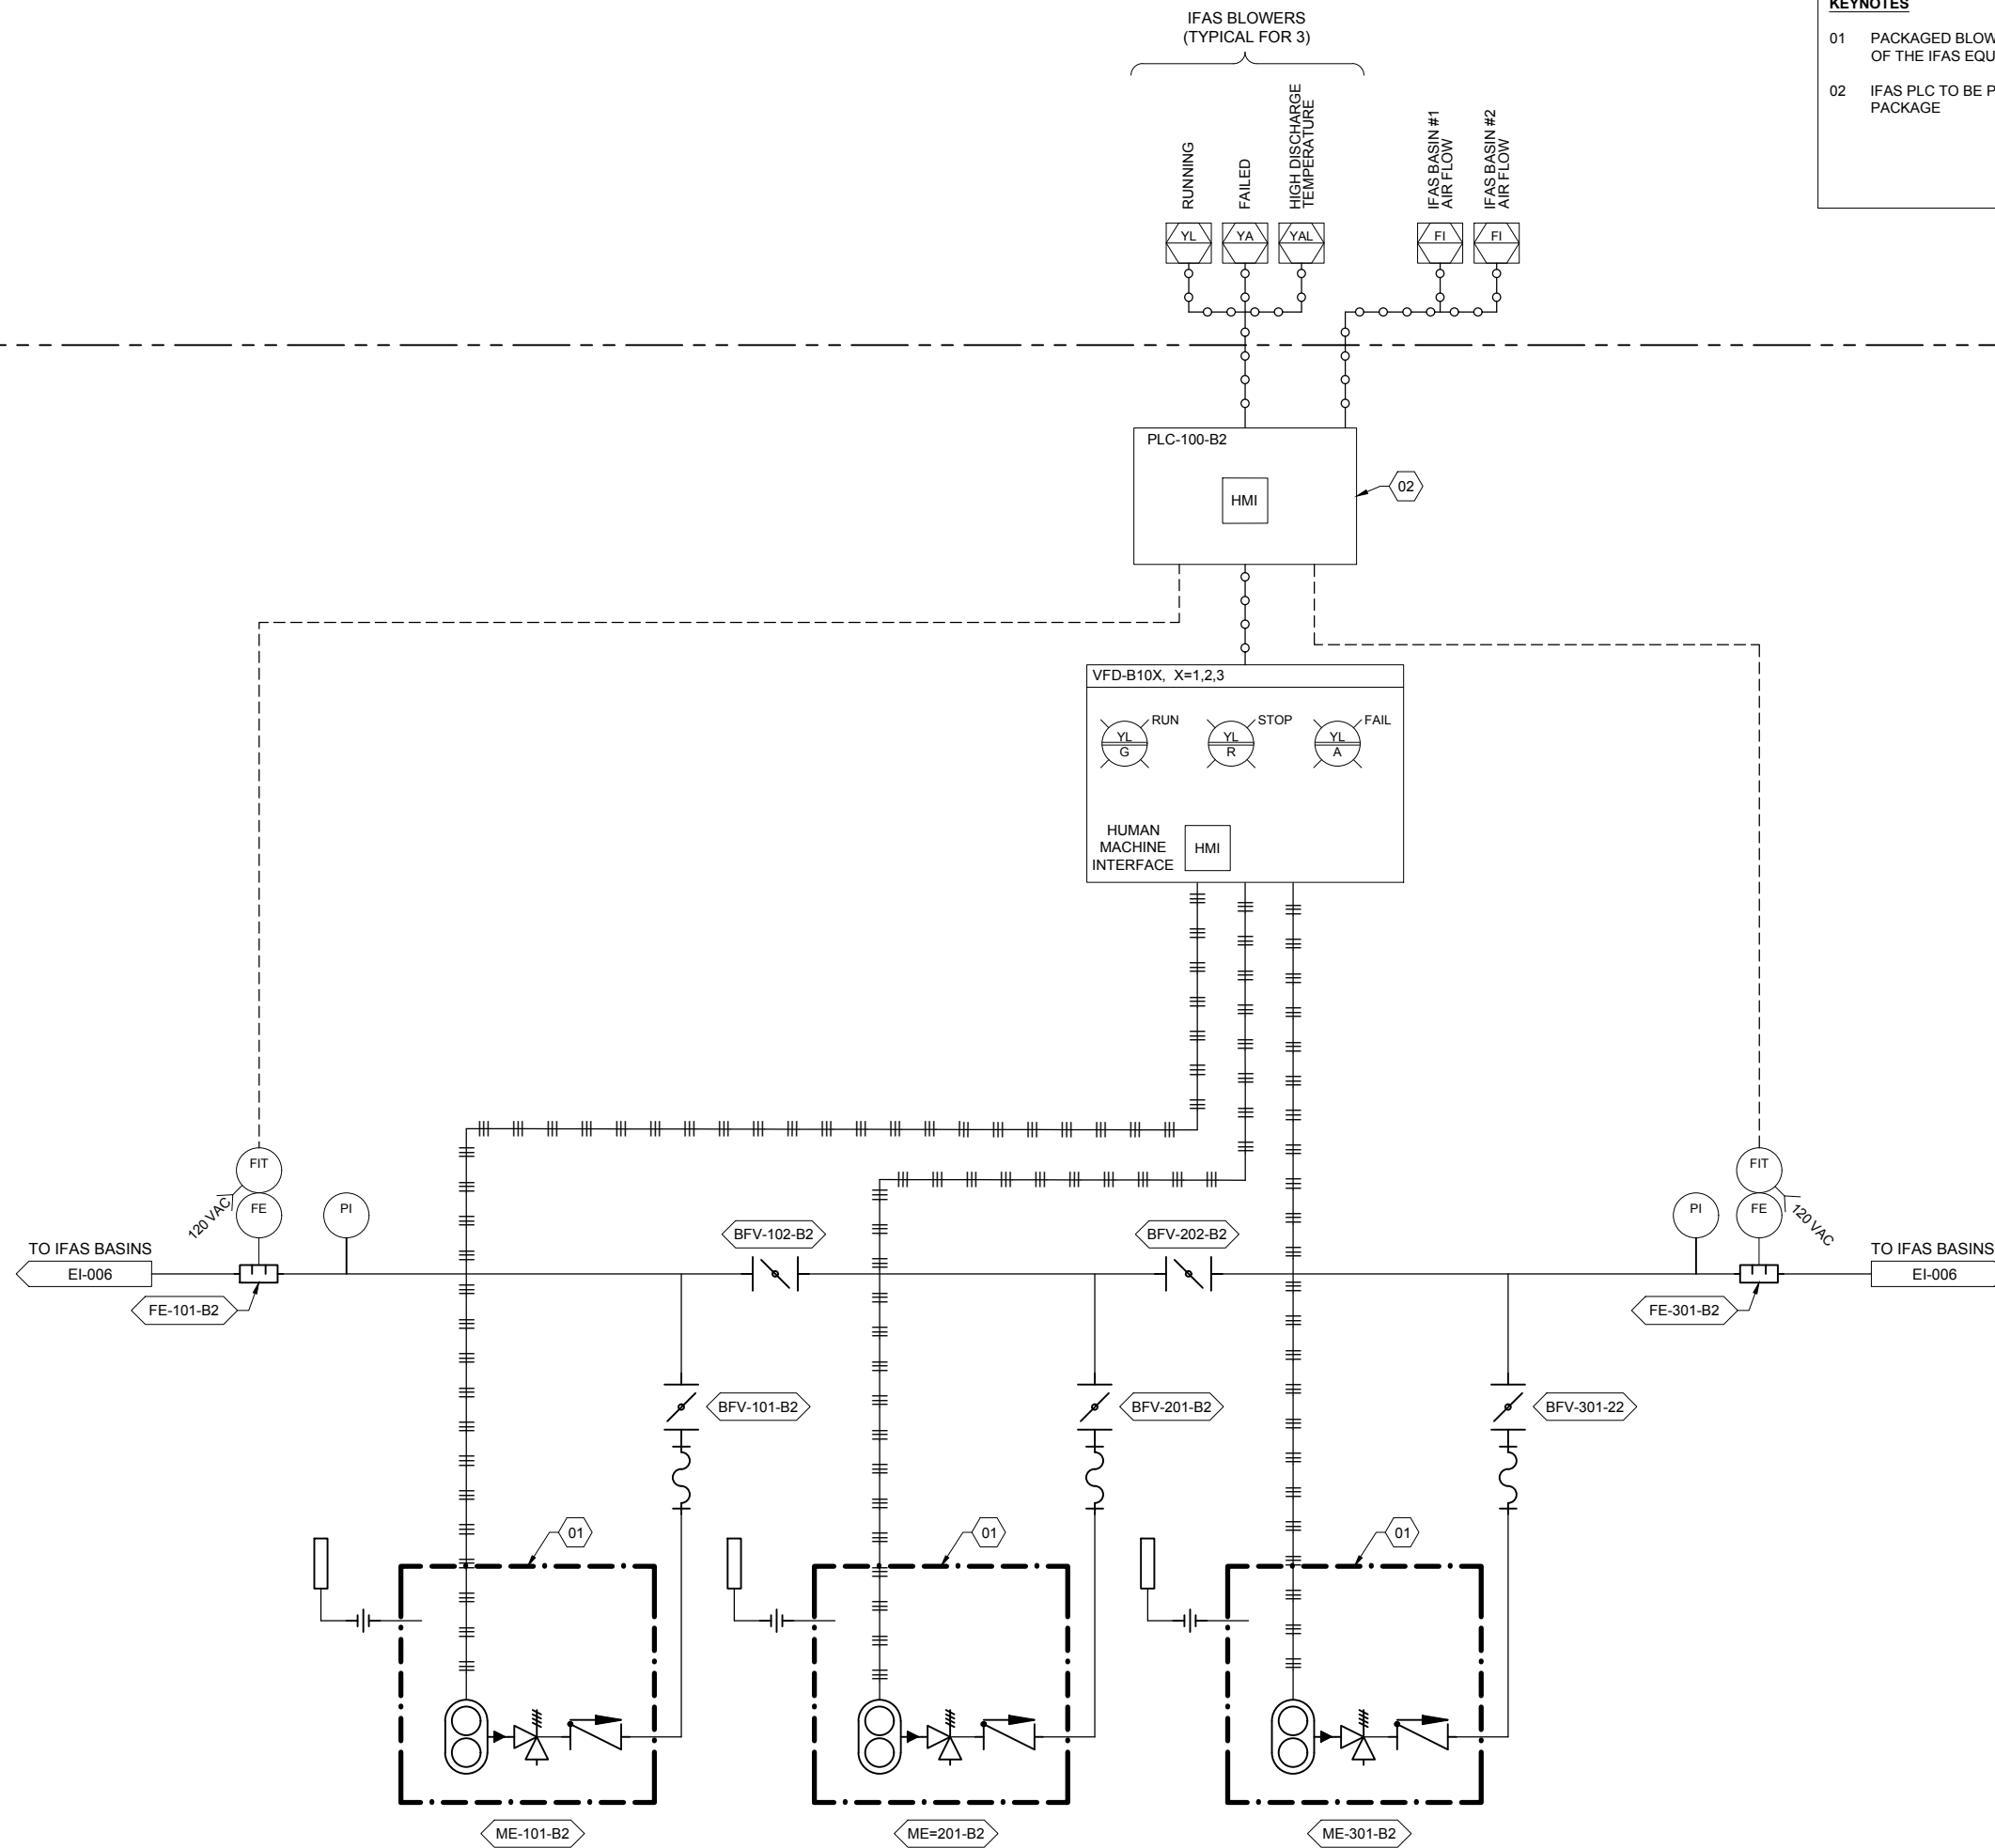 KEYNOTES
01 PACKAGED BLOW
OF THE IFAS EQU
02 IFAS PLC TO BE P
PACKAGE
IFAS BLOWERS
(TYPICAL FOR 3)
RUNNING
FAILED
HIGH DISCHARGE
TEMPERATURE
IFAS BASIN #1
AIR FLOW
IFAS BASIN #2
AIR FLOW
YL
YA
YAL
FI
FI
PLC-100-B2
HMI
02
VFD-B10X, X=1,2,3
YL
G
RUN
YL
R
STOP
YL
A
FAIL
HUMAN
MACHINE
INTERFACE
HMI
FIT
FE
120 VAC
PI
TO IFAS BASINS
EI-006
FE-101-B2
BFV-102-B2
BFV-202-B2
PI
FIT
FE
120 VAC
TO IFAS BASINS
EI-006
FE-301-B2
BFV-101-B2
BFV-201-B2
BFV-301-22
01
01
01
ME-101-B2
ME=201-B2
ME-301-B2